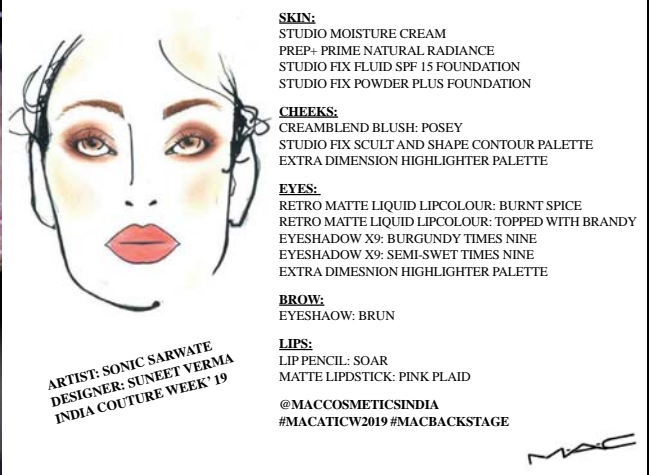 SKIN:
STUDIO MOISTURE CREAM
PREP+ PRIME NATURAL RADIANCE
STUDIO FIX FLUID SPF 15 FOUNDATION
STUDIO FIX POWDER PLUS FOUNDATION
CHEEKS:
CREAMBLEND BLUSH: POSEY
STUDIO FIX SCULT AND SHAPE CONTOUR PALETTE
EXTRA DIMENSION HIGHLIGHTER PALETTE
EYES:
RETRO MATTE LIQUID LIPCOLOUR: BURNT SPICE
RETRO MATTE LIQUID LIPCOLOUR: TOPPED WITH BRANDY
EYESHADOW X9: BURGUNDY TIMES NINE
EYESHADOW X9: SEMI-SWET TIMES NINE
EXTRA DIMESNION HIGHLIGHTER PALETTE
BROW:
EYESHAOW: BRUN
LIPS:
LIP PENCIL: SOAR
MATTE LIPDSTICK: PINK PLAID
@MACCOSMETICSINDIA
#MACATICW2019 #MACBACKSTAGE
ARTIST: SONIC SARWATE
DESIGNER: SUNEET VERMA
INDIA COUTURE WEEK' 19
M·A·C